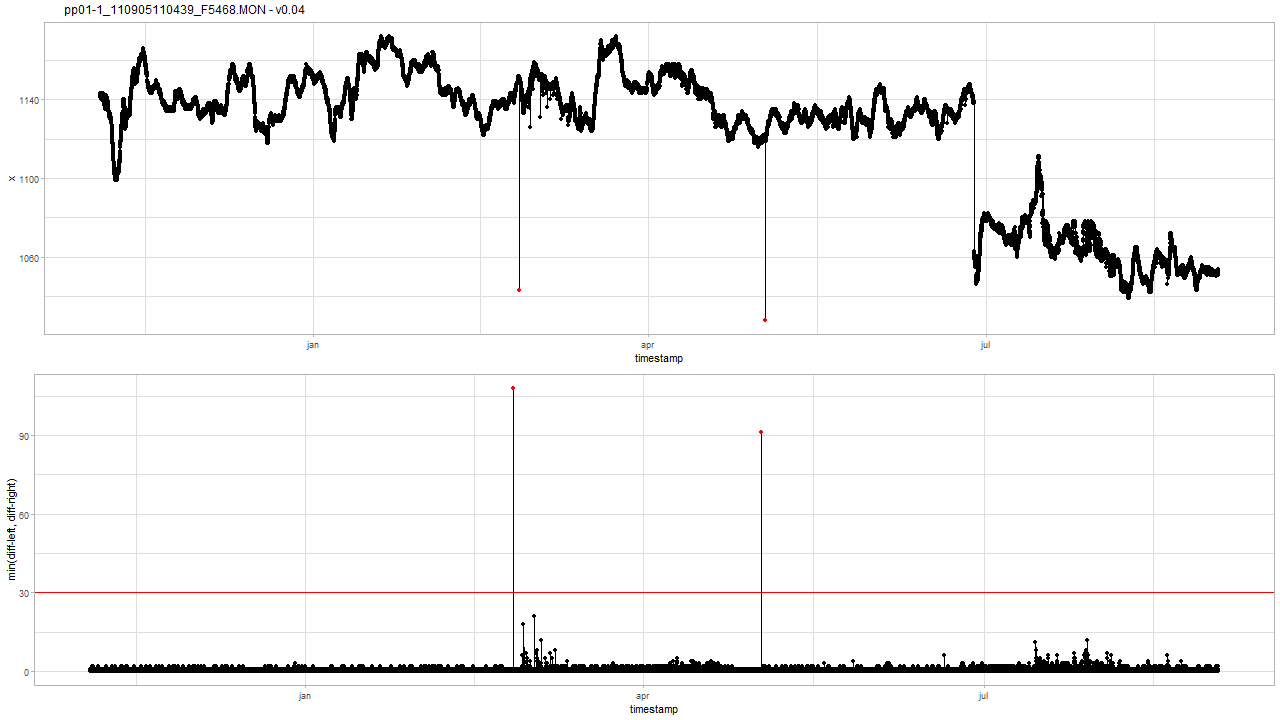 pp01-1_110905110439_F5468.MON - v0.04
1140
1100
1060
x
jan
apr
jul
timestamp
90
60
30
0
min(diff-left, diff-right)
jan
apr
jul
timestamp